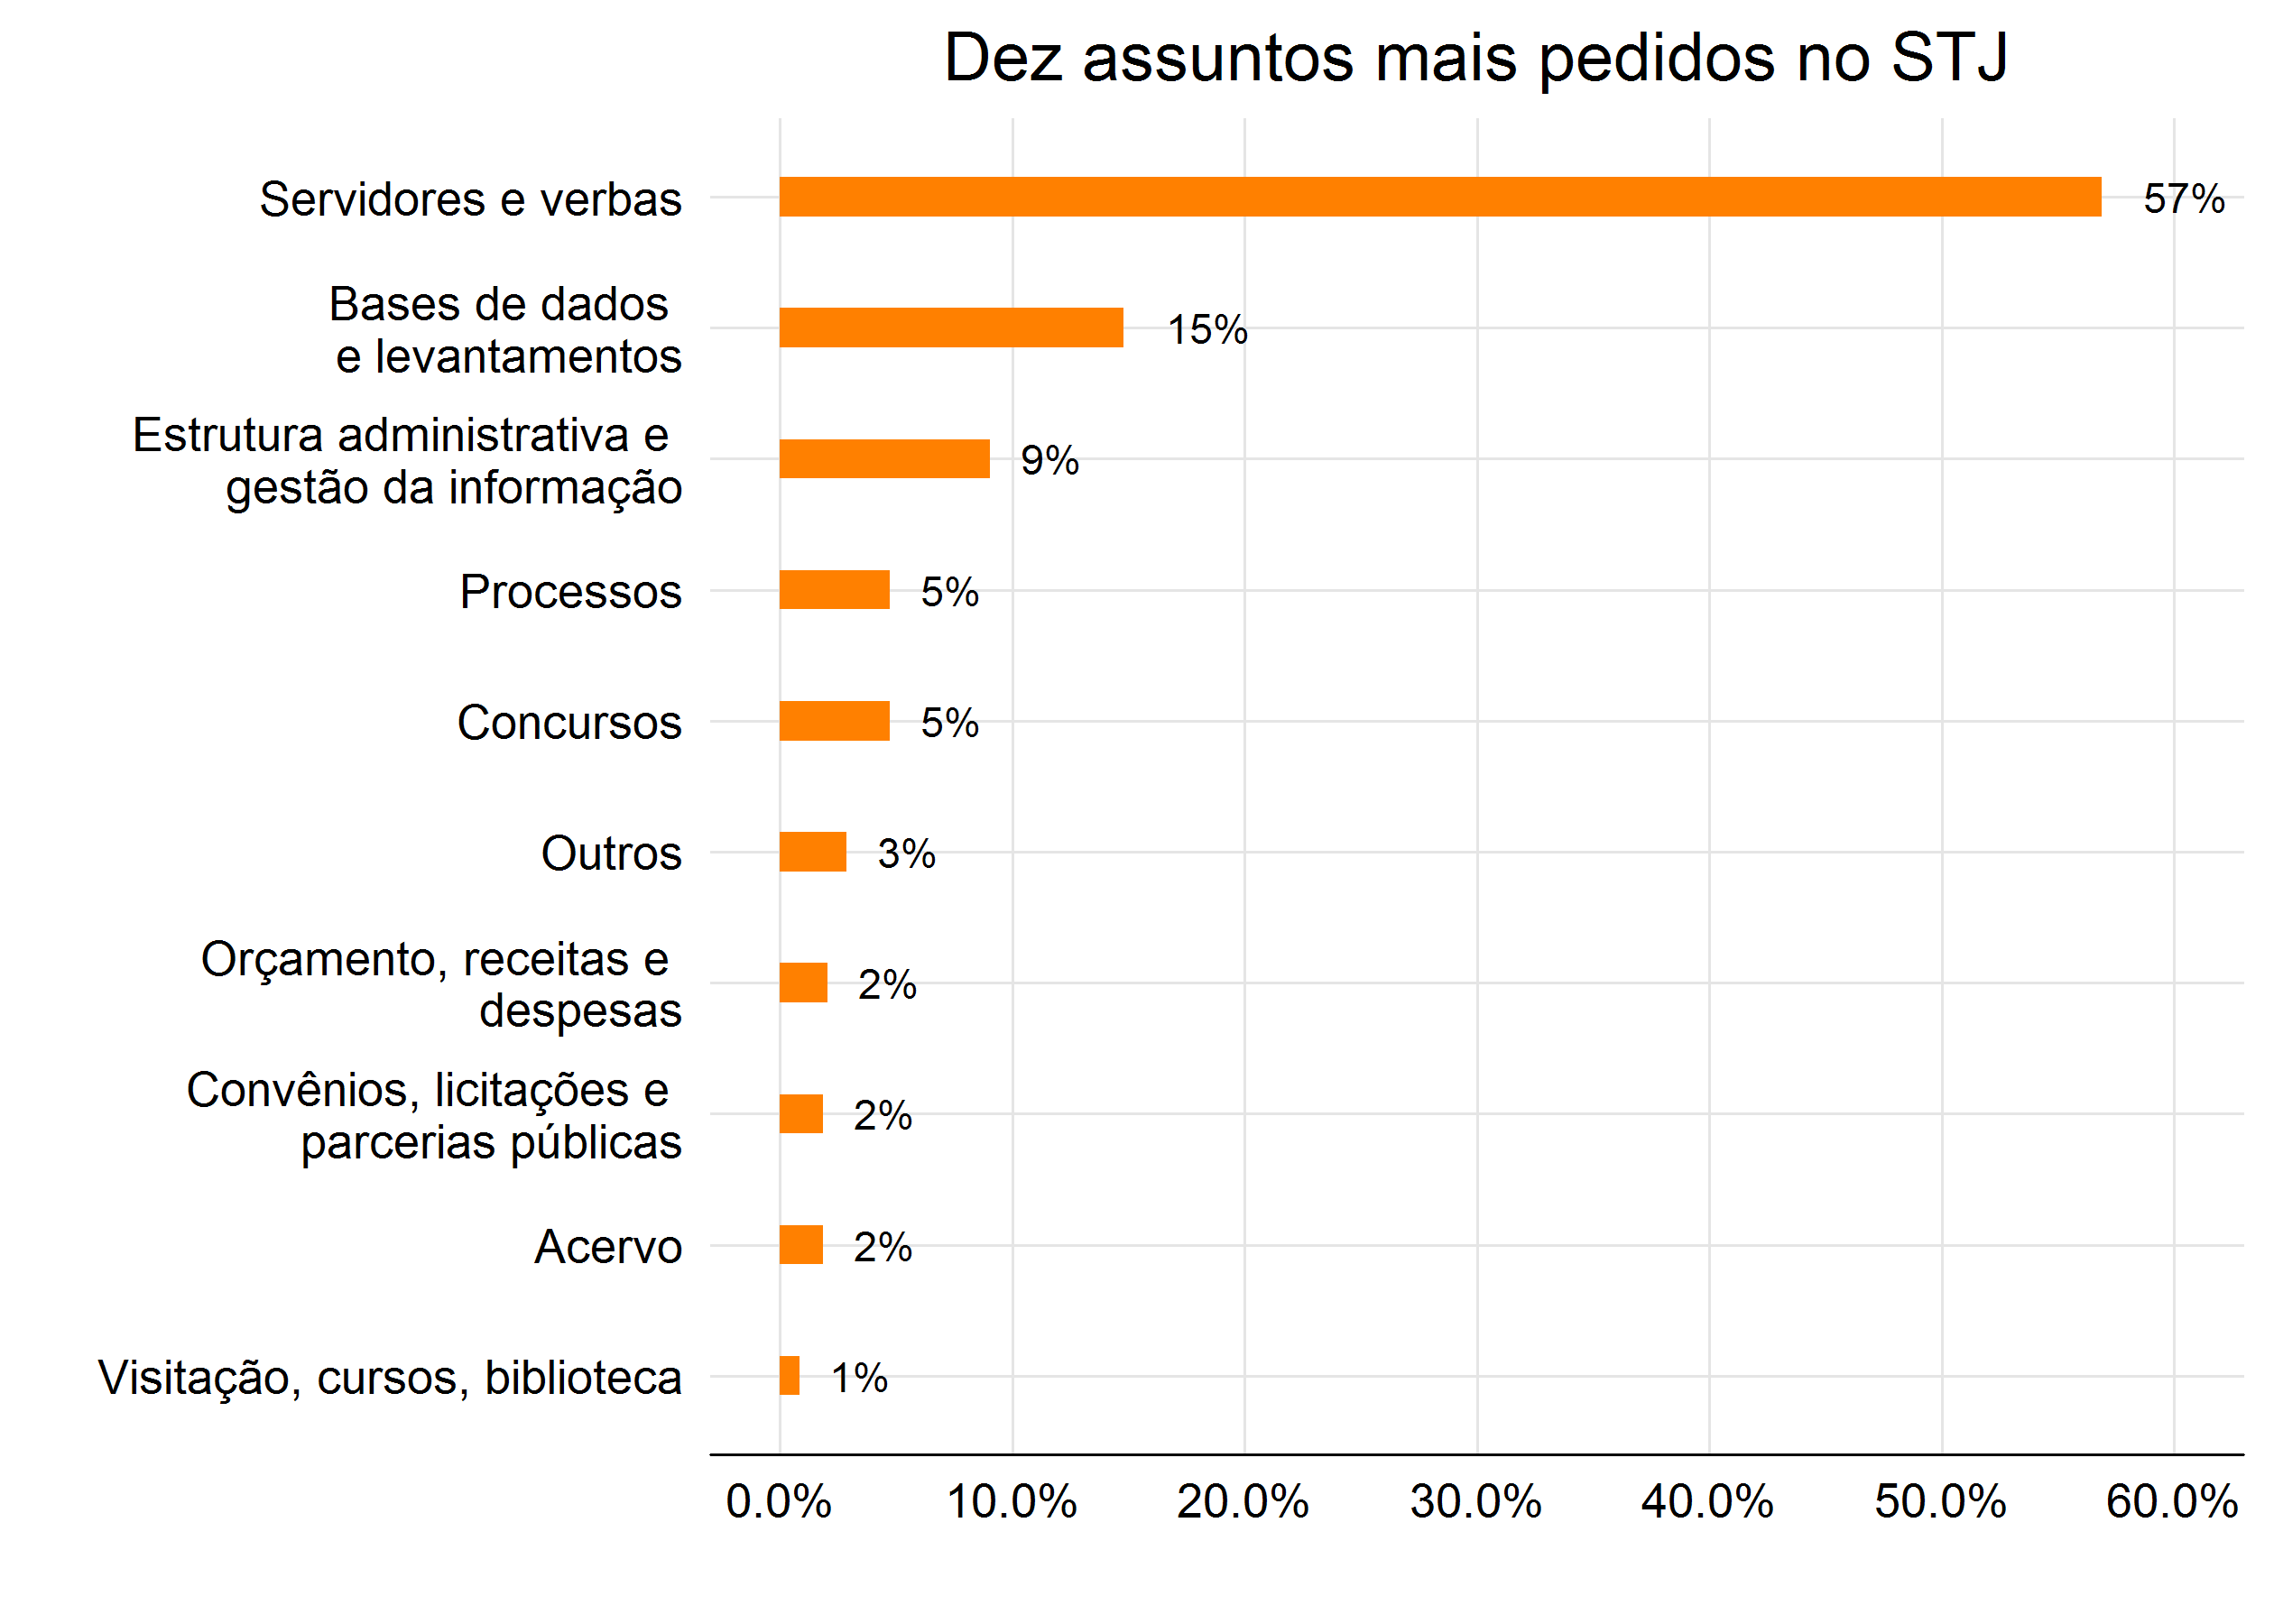 Dez assuntos mais pedidos no STJ
Servidores e verbas
57%
Bases de dados
e levantamentos
15%
Estrutura administrativa e
gestão da informação
9%
Processos
5%
Concursos
5%
Outros
3%
Orçamento, receitas e
despesas
2%
Convênios, licitações e
parcerias públicas
2%
Acervo
2%
Visitação, cursos, biblioteca
1%
0.0% 10.0% 20.0% 30.0% 40.0% 50.0% 60.0%